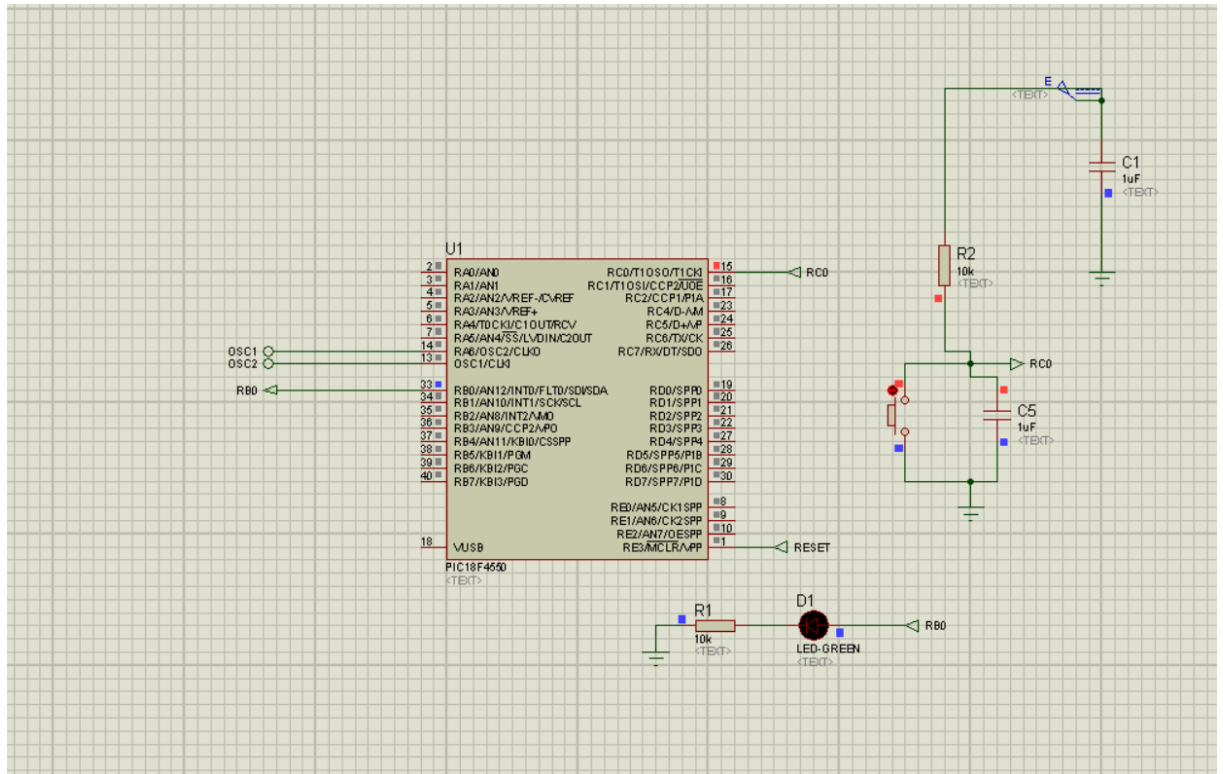 E
<TEXT>
C1
1uF
<TEXT>
U1
R2
10k
<TEXT>
2 RA0/AN0 RC0/T1OSO/T1CKI 15 RC0
3 RA1/AN1 RC1/T1OSI/CCP2/UOE 16
4 RA2/AN2/VREF-/CVREF RC2/CCP1/P1A 17
5 RA3/AN3/VREF+ RC4/D-/VM 23
6 RA4/T0CKI/C1OUT/RCV RC5/D+/VP 24
7 RA5/AN4/SS/LVDIN/C2OUT RC6/TX/CK 25
OSC1 14 RA6/OSC2/CLKO RC7/RX/DT/SDO 26
OSC2 13 OSC1/CLKI
RC0
RB0 33 RB0/AN12/INT0/FLT0/SDI/SDA RD0/SPP0 19
34 RB1/AN10/INT1/SCK/SCL RD1/SPP1 20
35 RB2/AN8/INT2/VMO RD2/SPP2 21
36 RB3/AN9/CCP2/VPO RD3/SPP3 22
37 RB4/AN11/KBI0/CSSPP RD4/SPP4 27
38 RB5/KBI1/PGM RD5/SPP5/P1B 28
39 RB6/KBI2/PGC RD6/SPP6/P1C 29
40 RB7/KBI3/PGD RD7/SPP7/P1D 30
C5
1uF
<TEXT>
RE0/AN5/CK1SPP 8
RE1/AN6/CK2SPP 9
RE2/AN7/OESPP 10
18 VUSB RE3/MCLR/VPP 1 RESET
PIC18F4550
<TEXT>
R1
10k
<TEXT>
D1
LED-GREEN
<TEXT>
RB0